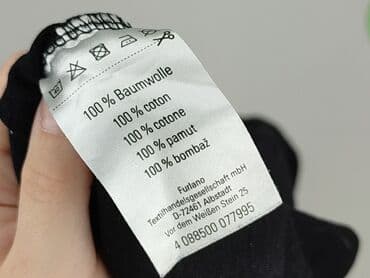 100 % Baumwolle
100 % coton
100 % cotone
100 % pamut
100 % bombaž
Furlano
Textilhandelsgesellschaft mbH
D-72461 Albstadt
Vor dem Weißen Stein 25
4 088500 077995